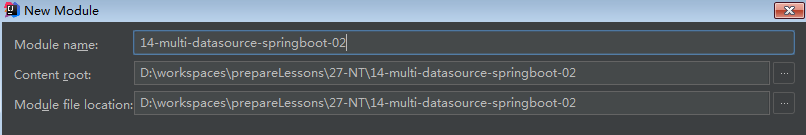 New Module
Module name: 14-multi-datasource-springboot-02
Content root: D:\workspaces\prepareLessons\27-NT\14-multi-datasource-springboot-02 ...
Module file location: D:\workspaces\prepareLessons\27-NT\14-multi-datasource-springboot-02 ...